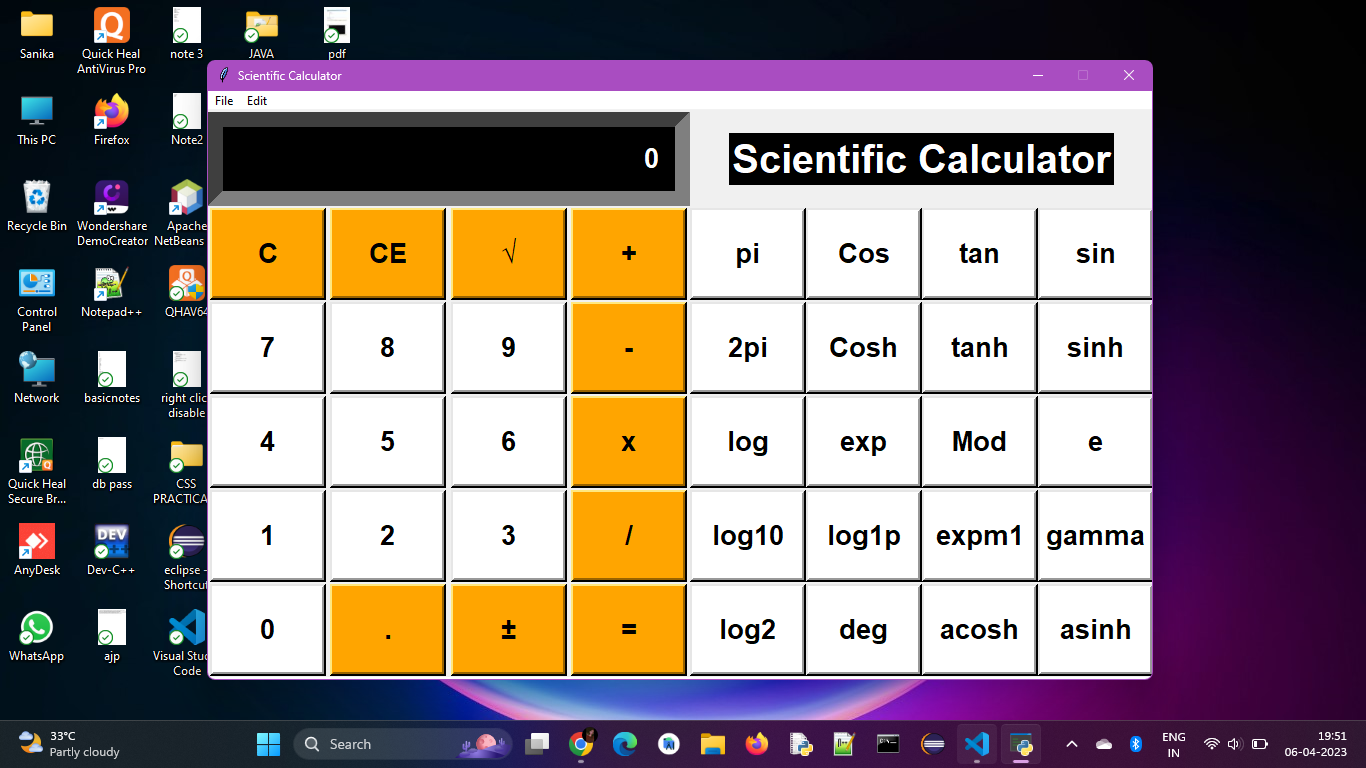 Sanika
Quick Heal
AntiVirus Pro
note 3
JAVA
pdf
This PC
Firefox
Note2
Recycle Bin
Wondershare
DemoCreator
Apache
NetBeans
Control
Panel
Notepad++
QHAV64
Network
basicnotes
right clic
disable
Quick Heal
Secure Br...
db pass
CSS
PRACTICA
AnyDesk
DEV
Dev-C++
eclipse -
Shortcut
WhatsApp
ajp
Visual Stud
Code
Scientific Calculator
File Edit
0
Scientific Calculator
C CE √ + pi Cos tan sin
7 8 9 - 2pi Cosh tanh sinh
4 5 6 x log exp Mod e
1 2 3 / log10 log1p expm1 gamma
0 . ± = log2 deg acosh asinh
33°C
Partly cloudy
Search
ENG
IN
19:51
06-04-2023